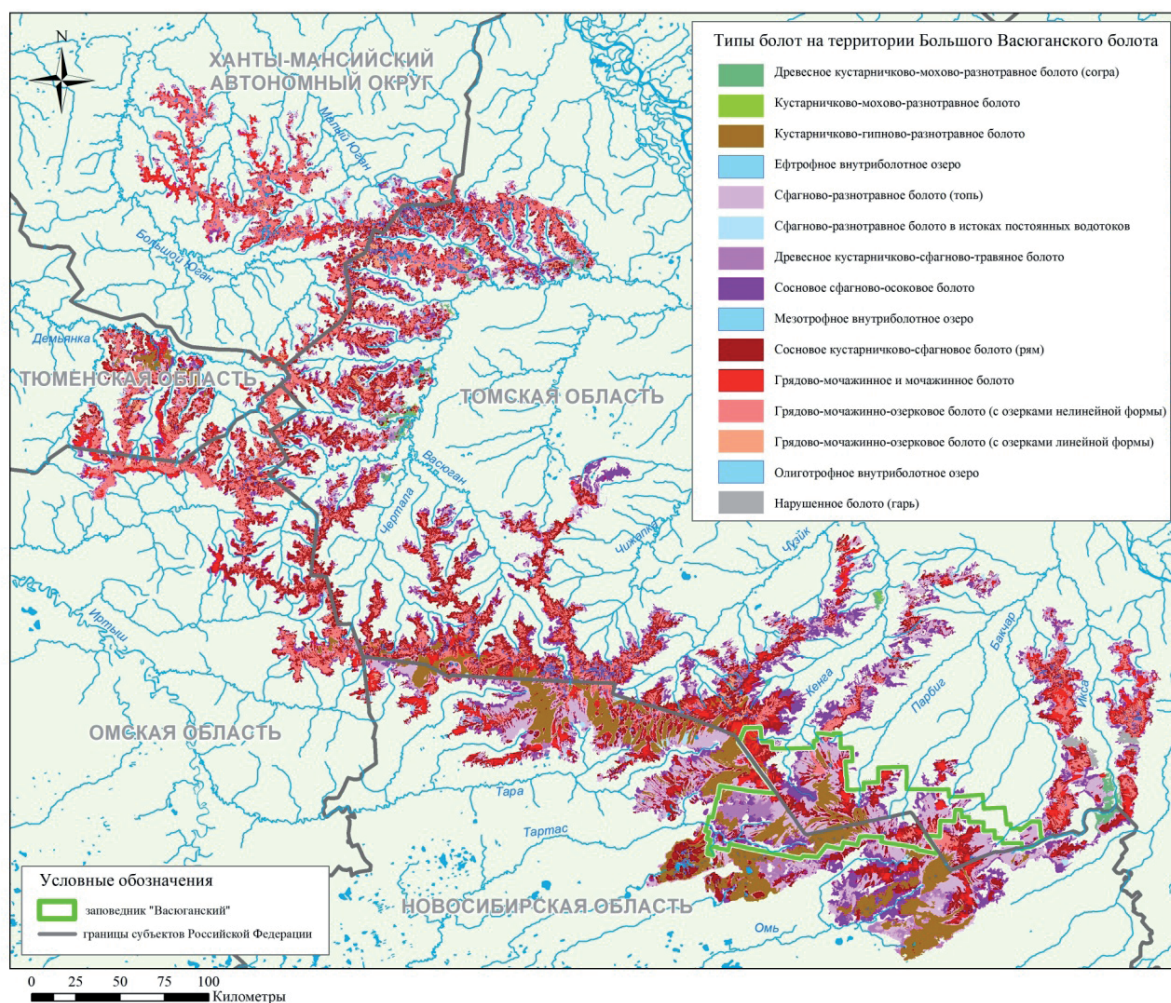 N
ХАНТЫ-МАНСИЙСКИЙ
АВТОНОМНЫЙ ОКРУГ
Малый Юган
Большой Юган
Демьянка
ТЮМЕНСКАЯ ОБЛАСТЬ
ТОМСКАЯ ОБЛАСТЬ
Васюган
Чертала
Чижапка
Чузик
Иртыш
Бакчар
Кенга
Парбиг
Икса
ОМСКАЯ ОБЛАСТЬ
Тара
Тартас
НОВОСИБИРСКАЯ ОБЛАСТЬ
Омь
Типы болот на территории Большого Васюганского болота
Древесное кустарничково-мохово-разнотравное болото (согра)
Кустарничково-мохово-разнотравное болото
Кустарничково-гипново-разнотравное болото
Ефтрофное внутриболотное озеро
Сфагново-разнотравное болото (топь)
Сфагново-разнотравное болото в истоках постоянных водотоков
Древесное кустарничково-сфагново-травяное болото
Сосновое сфагново-осоковое болото
Мезотрофное внутриболотное озеро
Сосновое кустарничково-сфагновое болото (рям)
Грядово-мочажинное и мочажинное болото
Грядово-мочажинно-озерковое болото (с озерками нелинейной формы)
Грядово-мочажинно-озерковое болото (с озерками линейной формы)
Олиготрофное внутриболотное озеро
Нарушенное болото (гарь)
Условные обозначения
заповедник "Васюганский"
границы субъектов Российской Федерации
0 25 50 75 100
Километры